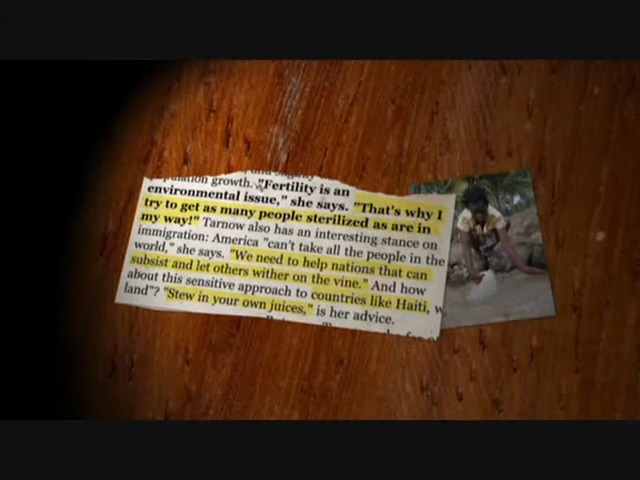 growth. "Fertility is an
environmental issue," she says. "That's why I
try to get as many people sterilized as are in
my way!" Tarnow also has an interesting stance on
immigration: America "can't take all the people in the
world," she says. "We need to help nations that can
subsist and let others wither on the vine." And how
about this sensitive approach to countries like Haiti,
land"? "Stew in your own juices," is her advice.